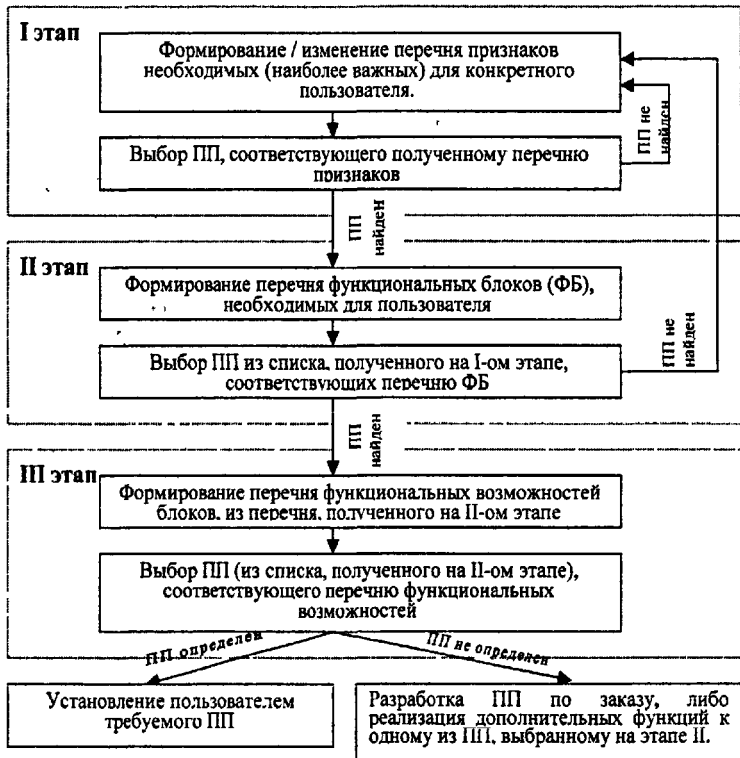 I этап
Формирование / изменение перечня признаков
необходимых (наиболее важных) для конкретного
пользователя.
ПП не
найден
Выбор ПП, соответствующего полученному перечню
признаков
ПП
найден
II этап
Формирование перечня функциональных блоков (ФБ),
необходимых для пользователя
ПП не
найден
Выбор ПП из списка, полученного на I-ом этапе,
соответствующих перечню ФБ
ПП
найден
III этап
Формирование перечня функциональных возможностей
блоков, из перечня, полученного на II-ом этапе
Выбор ПП (из списка, полученного на II-ом этапе),
соответствующего перечню функциональных
возможностей
ПП определен
ПП не определен
Установление пользователем
требуемого ПП
Разработка ПП по заказу, либо
реализация дополнительных функций к
одному из ПП, выбранному на этапе II.